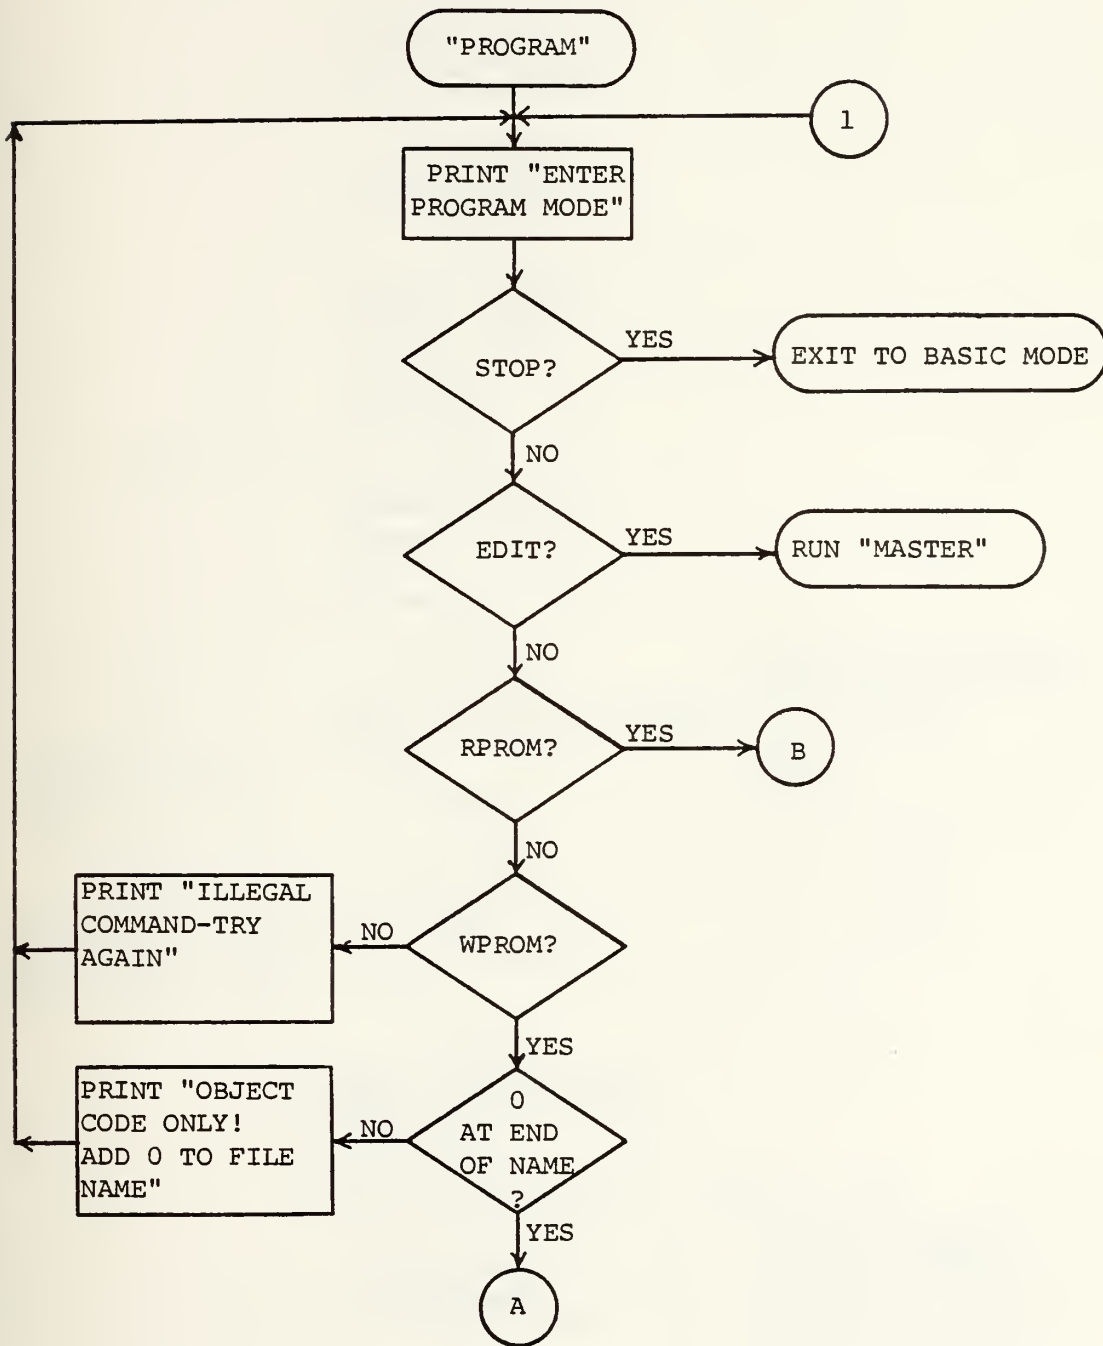 "PROGRAM"
1
PRINT "ENTER
PROGRAM MODE"
STOP?
YES
EXIT TO BASIC MODE
NO
EDIT?
YES
RUN "MASTER"
NO
RPROM?
YES
B
NO
PRINT "ILLEGAL
COMMAND-TRY
AGAIN"
NO
WPROM?
YES
PRINT "OBJECT
CODE ONLY!
ADD O TO FILE
NAME"
NO
O
AT END
OF NAME
?
YES
A